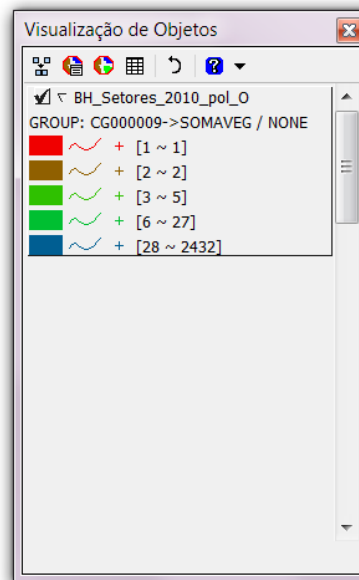 Visualização de Objetos
BH_Setores_2010_pol_O
GROUP: CG000009->SOMAVEG / NONE
[1 ~ 1]
[2 ~ 2]
[3 ~ 5]
[6 ~ 27]
[28 ~ 2432]